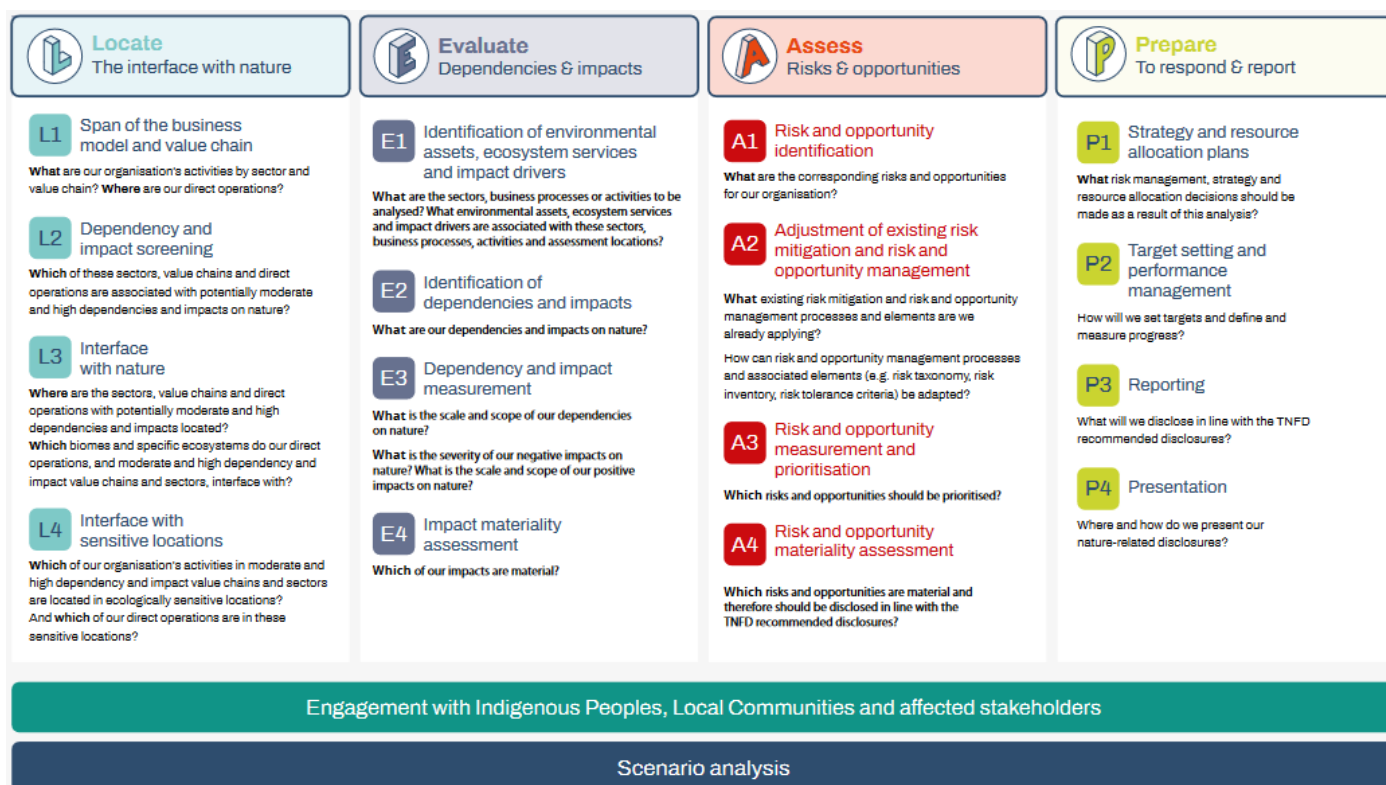 Locate
The interface with nature
L1
Span of the business
model and value chain
What are our organisation's activities by sector and
value chain? Where are our direct operations?
L2
Dependency and
impact screening
Which of these sectors, value chains and direct
operations are associated with potentially moderate
and high dependencies and impacts on nature?
L3
Interface
with nature
Where are the sectors, value chains and direct
operations with potentially moderate and high
dependencies and impacts located?
Which biomes and specific ecosystems do our direct
operations, and moderate and high dependency and
impact value chains and sectors, interface with?
L4
Interface with
sensitive locations
Which of our organisation's activities in moderate and
high dependency and impact value chains and sectors
are located in ecologically sensitive locations?
And which of our direct operations are in these
sensitive locations?
Evaluate
Dependencies & impacts
E1
Identification of environmental
assets, ecosystem services
and impact drivers
What are the sectors, business processes or activities to be
analysed? What environmental assets, ecosystem services
and impact drivers are associated with these sectors,
business processes, activities and assessment locations?
E2
Identification of
dependencies and impacts
What are our dependencies and impacts on nature?
E3
Dependency and impact
measurement
What is the scale and scope of our dependencies
on nature?
What is the severity of our negative impacts on
nature? What is the scale and scope of our positive
impacts on nature?
E4
Impact materiality
assessment
Which of our impacts are material?
Assess
Risks & opportunities
A1
Risk and opportunity
identification
What are the corresponding risks and opportunities
for our organisation?
A2
Adjustment of existing risk
mitigation and risk and
opportunity management
What existing risk mitigation and risk and opportunity
management processes and elements are we
already applying?
How can risk and opportunity management processes
and associated elements (e.g. risk taxonomy, risk
inventory, risk tolerance criteria) be adapted?
A3
Risk and opportunity
measurement and
prioritisation
Which risks and opportunities should be prioritised?
A4
Risk and opportunity
materiality assessment
Which risks and opportunities are material and
therefore should be disclosed in line with the
TNFD recommended disclosures?
Prepare
To respond & report
P1
Strategy and resource
allocation plans
What risk management, strategy and
resource allocation decisions should be
made as a result of this analysis?
P2
Target setting and
performance
management
How will we set targets and define and
measure progress?
P3
Reporting
What will we disclose in line with the TNFD
recommended disclosures?
P4
Presentation
Where and how do we present our
nature-related disclosures?
Engagement with Indigenous Peoples, Local Communities and affected stakeholders
Scenario analysis